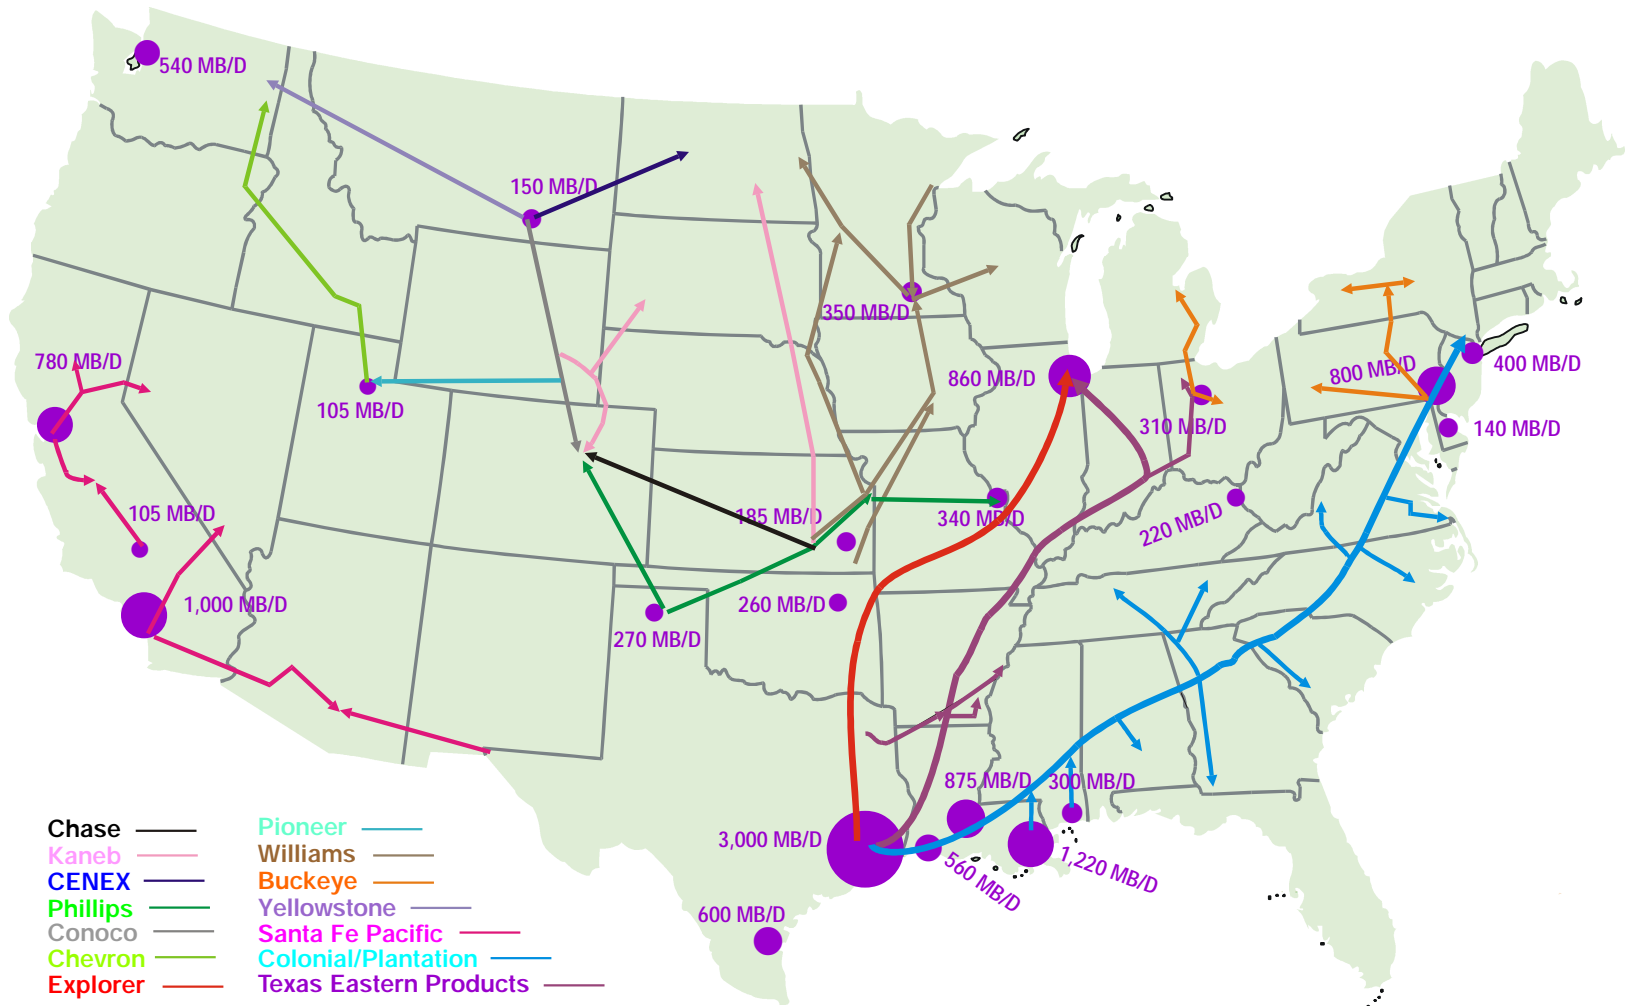 540 MB/D
150 MB/D
350 MB/D
780 MB/D
105 MB/D
860 MB/D
310 MB/D
800 MB/D
400 MB/D
140 MB/D
105 MB/D
185 MB/D
340 MB/D
220 MB/D
1,000 MB/D
260 MB/D
270 MB/D
875 MB/D
300 MB/D
3,000 MB/D
560 MB/D
1,220 MB/D
600 MB/D
Chase
Kaneb
CENEX
Phillips
Conoco
Chevron
Explorer
Pioneer
Williams
Buckeye
Yellowstone
Santa Fe Pacific
Colonial/Plantation
Texas Eastern Products